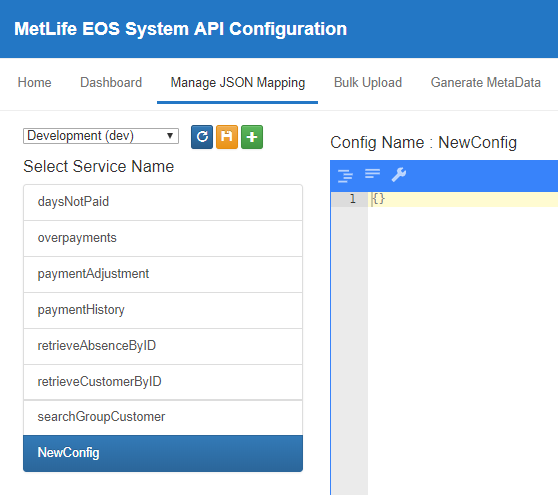 MetLife EOS System API Configuration
Home Dashboard Manage JSON Mapping Bulk Upload Ganerate MetaData
Development (dev)
Select Service Name
daysNotPaid
overpayments
paymentAdjustment
paymentHistory
retrieveAbsenceByID
retrieveCustomerByID
searchGroupCustomer
NewConfig
Config Name : NewConfig
1 {}